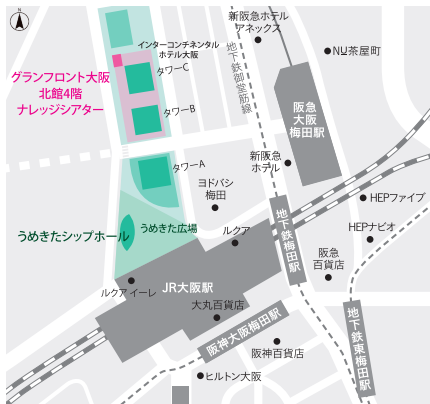 N
新阪急ホテル
アネックス
インターコンチネンタル
ホテル大阪
NU茶屋町
地下鉄御堂筋線
グランフロント大阪
北館4階
ナレッジシアター
タワーC
タワーB
阪急
大阪
梅田駅
タワーA
新阪急
ホテル
ヨドバシ
梅田
HEPファイブ
うめきたシップホール
うめきた広場
ルクア
地下鉄梅田駅
HEPナビオ
阪急
百貨店
JR大阪駅
ルクア イーレ
大丸百貨店
阪神大阪梅田駅
地下鉄東梅田駅
阪神百貨店
ヒルトン大阪